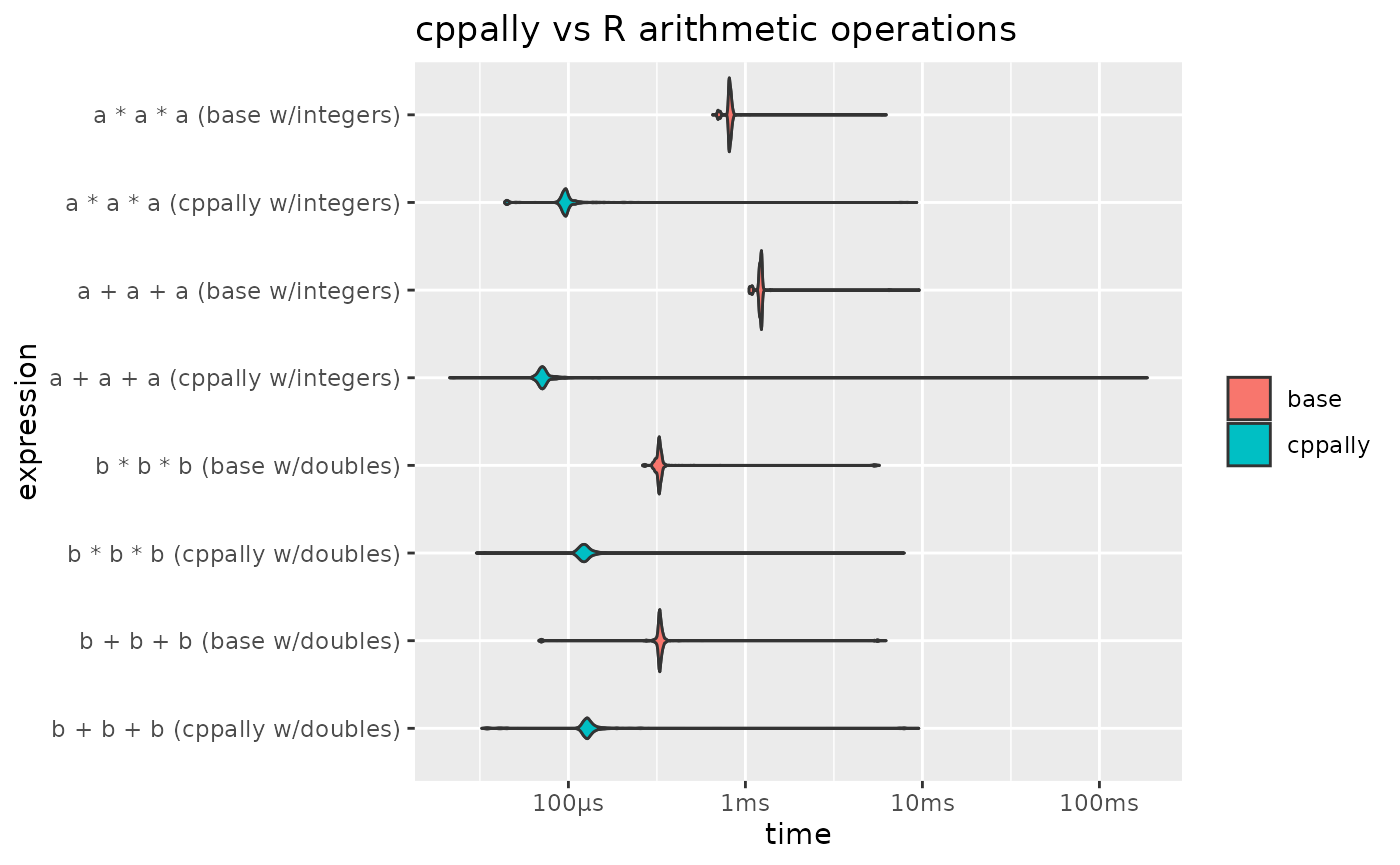 cppally vs R arithmetic operations
expression
a * a * a (base w/integers)
a * a * a (cppally w/integers)
a + a + a (base w/integers)
a + a + a (cppally w/integers)
b * b * b (base w/doubles)
b * b * b (cppally w/doubles)
b + b + b (base w/doubles)
b + b + b (cppally w/doubles)
100µs 1ms 10ms 100ms
time
base
cppally